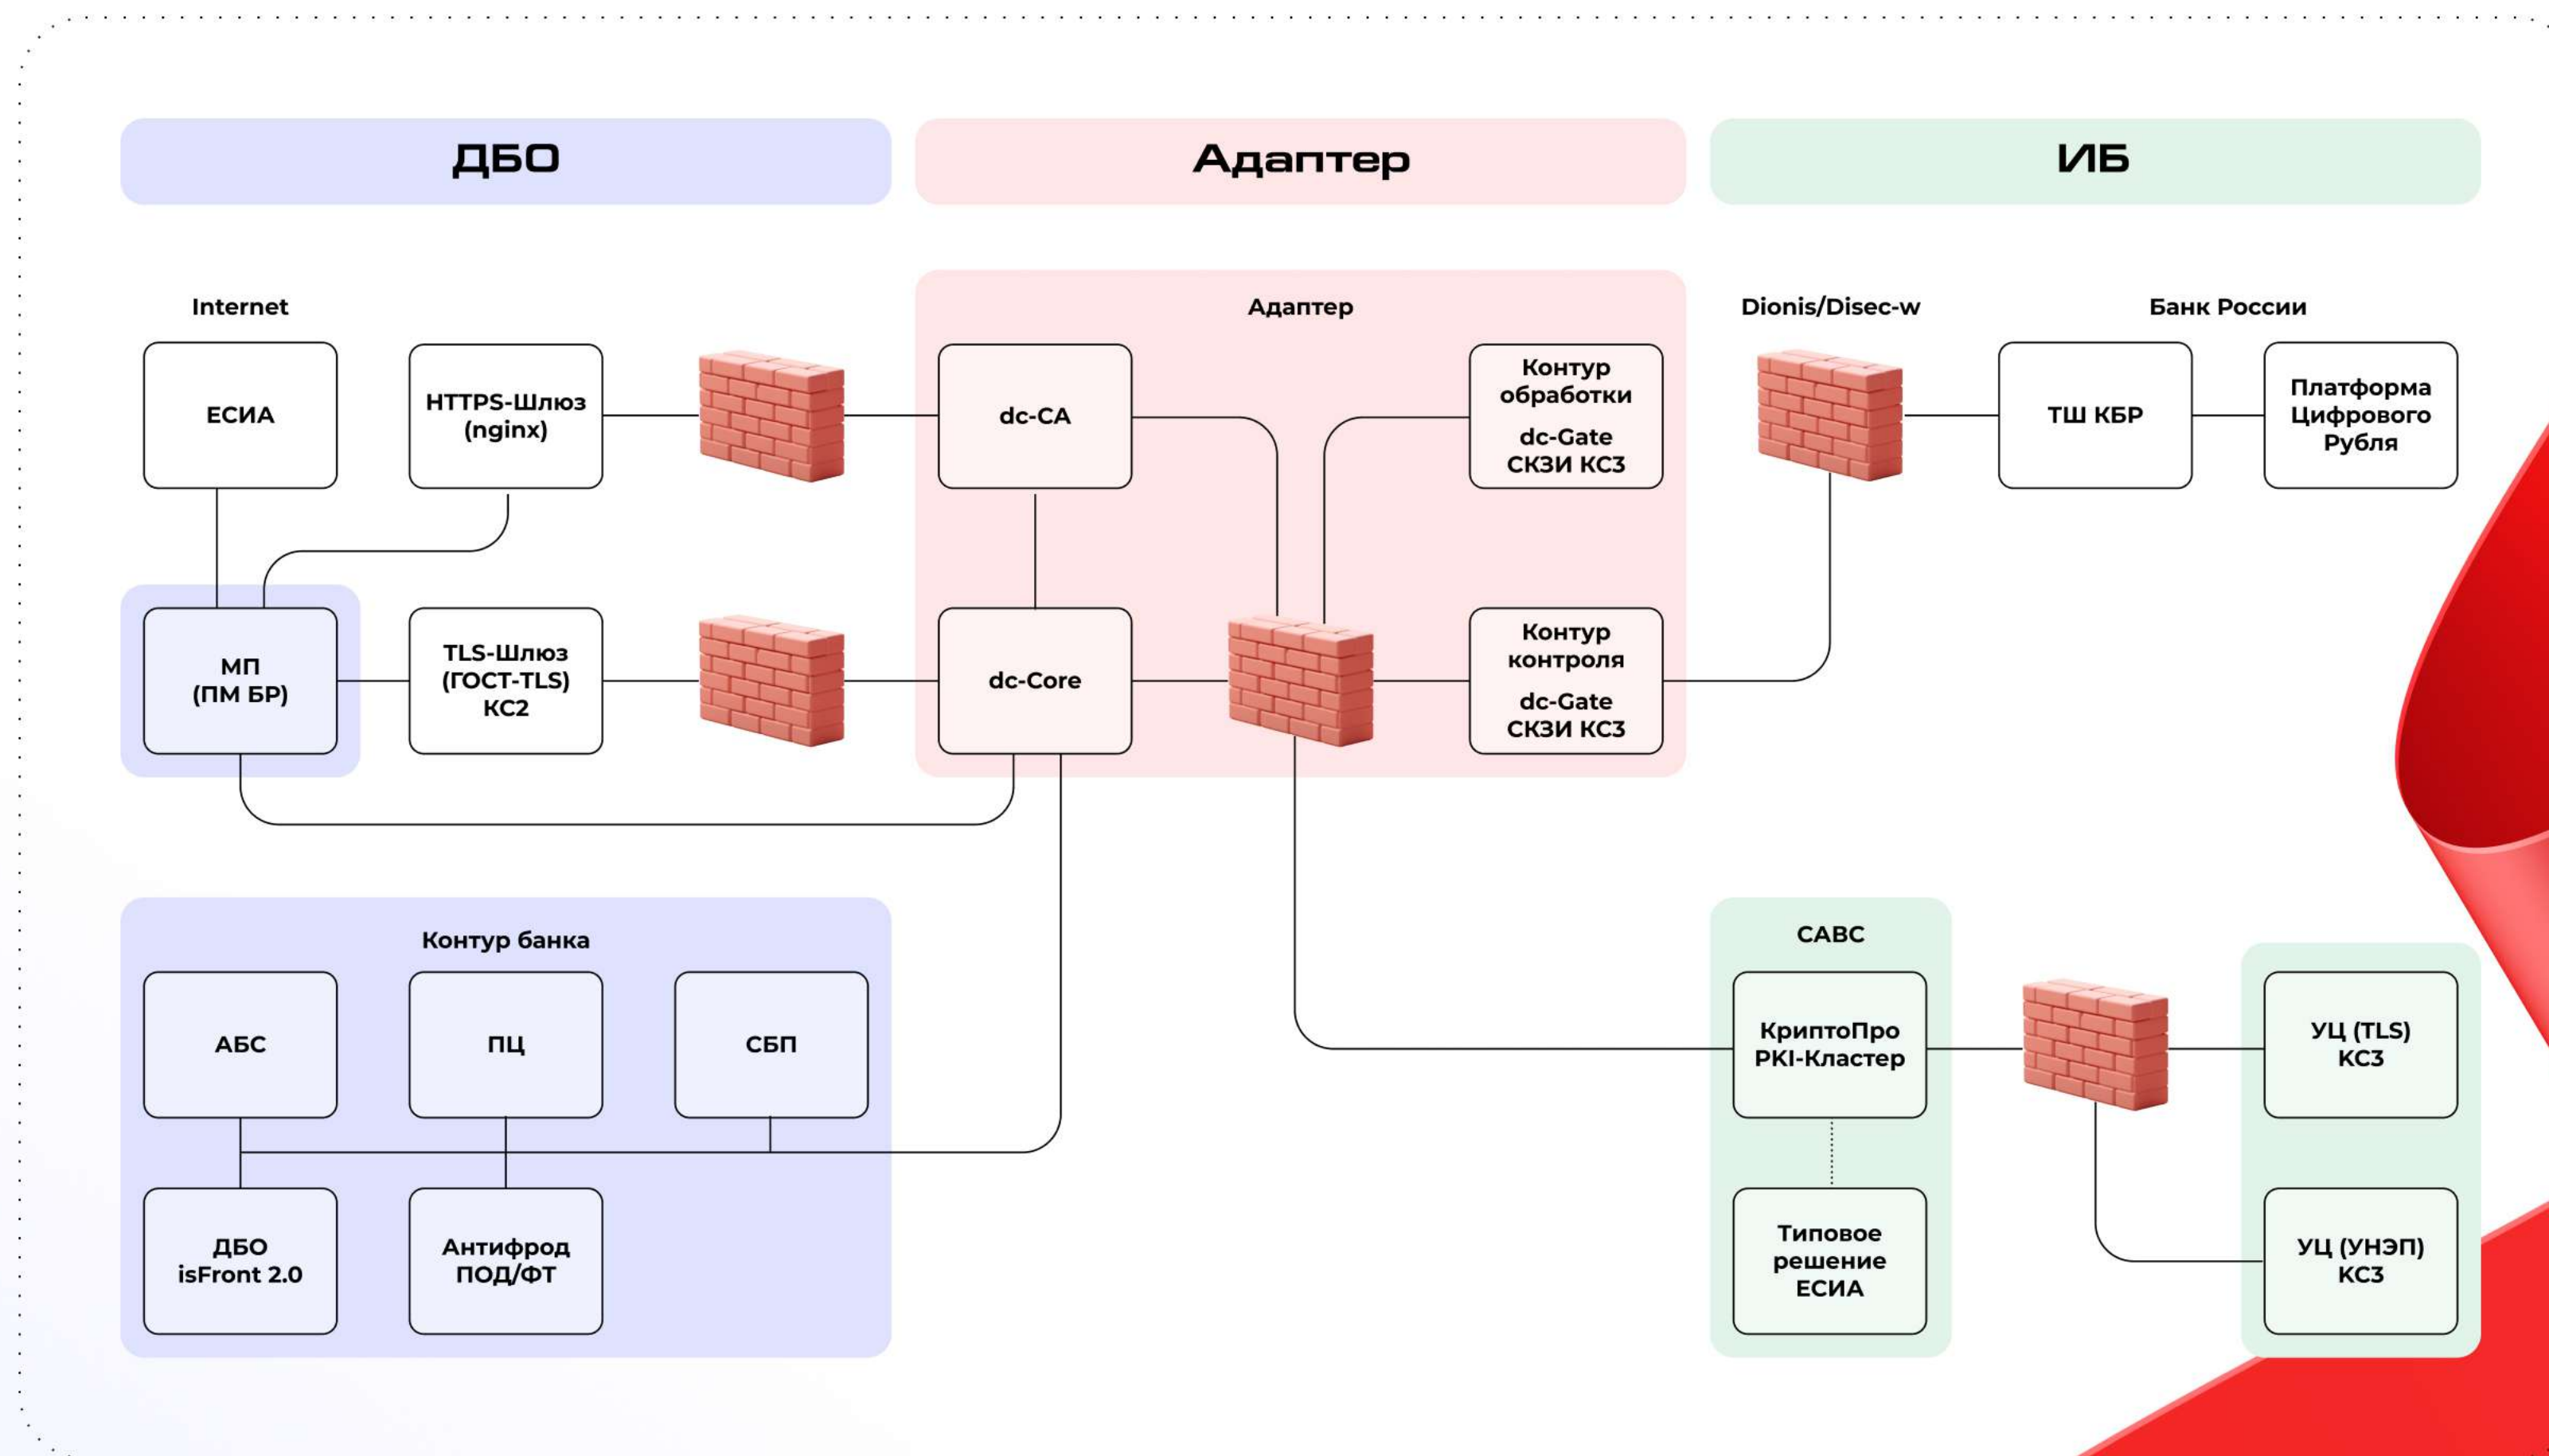 ДБО
Адаптер
ИБ
Internet
Адаптер
Dionis/Disec-w
Банк России
ЕСИА
HTTPS-Шлюз
(nginx)
dc-CA
Контур
обработки
dc-Gate
СКЗИ КС3
ТШ КБР
Платформа
Цифрового
Рубля
МП
(ПМ БР)
TLS-Шлюз
(ГОСТ-TLS)
КС2
dc-Core
Контур
контроля
dc-Gate
СКЗИ КС3
Контур банка
САВС
АБС
ПЦ
СБП
КриптоПро
PKI-Кластер
УЦ (TLS)
КС3
ДБО
isFront 2.0
Антифрод
ПОД/ФТ
Типовое
решение
ЕСИА
УЦ (УНЭП)
КС3